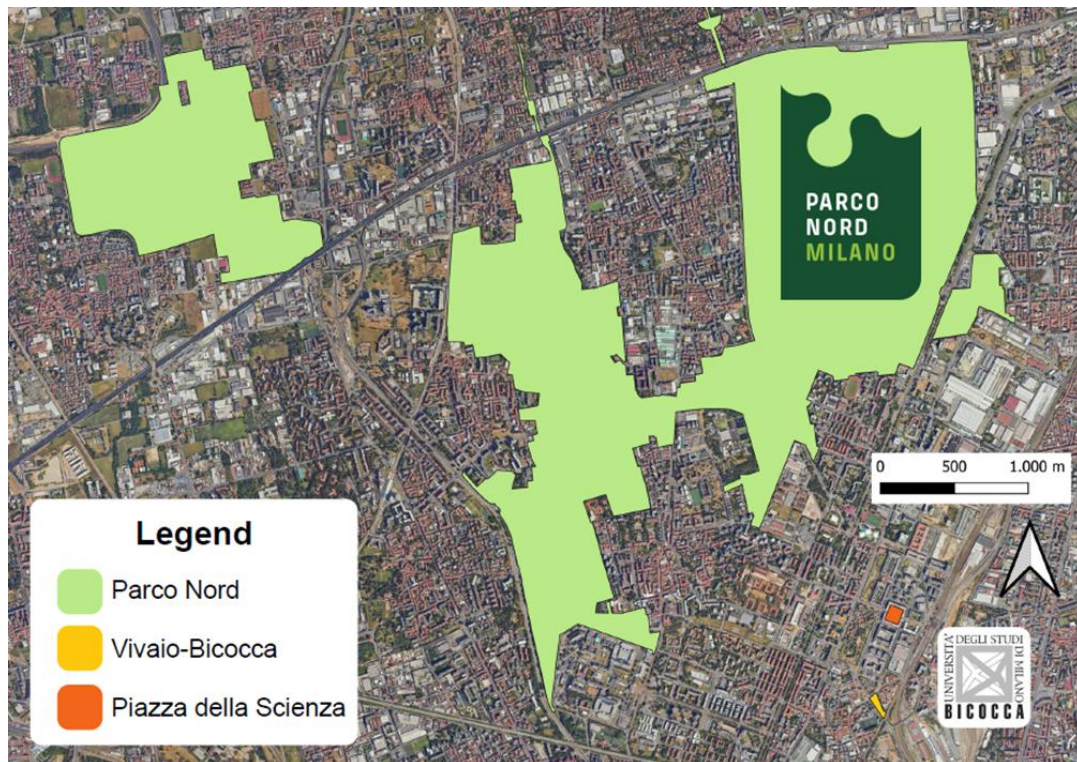 PARCO
NORD
MILANO
0 500 1.000 m
Legend
Parco Nord
Vivaio-Bicocca
Piazza della Scienza
UNIVERSITA'
DEGLI STUDI
DI MILANO
BICOCCA